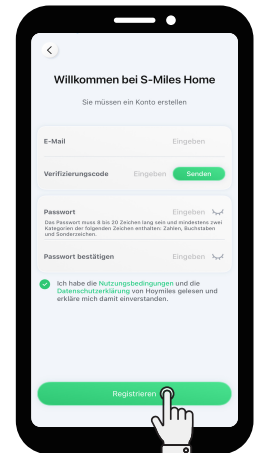 Willkommen bei S-Miles Home
Sie müssen ein Konto erstellen
E-Mail Eingeben
Verifizierungscode Eingeben Senden
Passwort Eingeben
Das Passwort muss 8 bis 20 Zeichen lang sein und mindestens zwei
Kategorien der folgenden Zeichen enthalten: Zahlen, Buchstaben
und Sonderzeichen.
Passwort bestätigen Eingeben
Ich habe die Nutzungsbedingungen und die
Datenschutzerklärung von Hoymiles gelesen und
erkläre mich damit einverstanden.
Registrieren